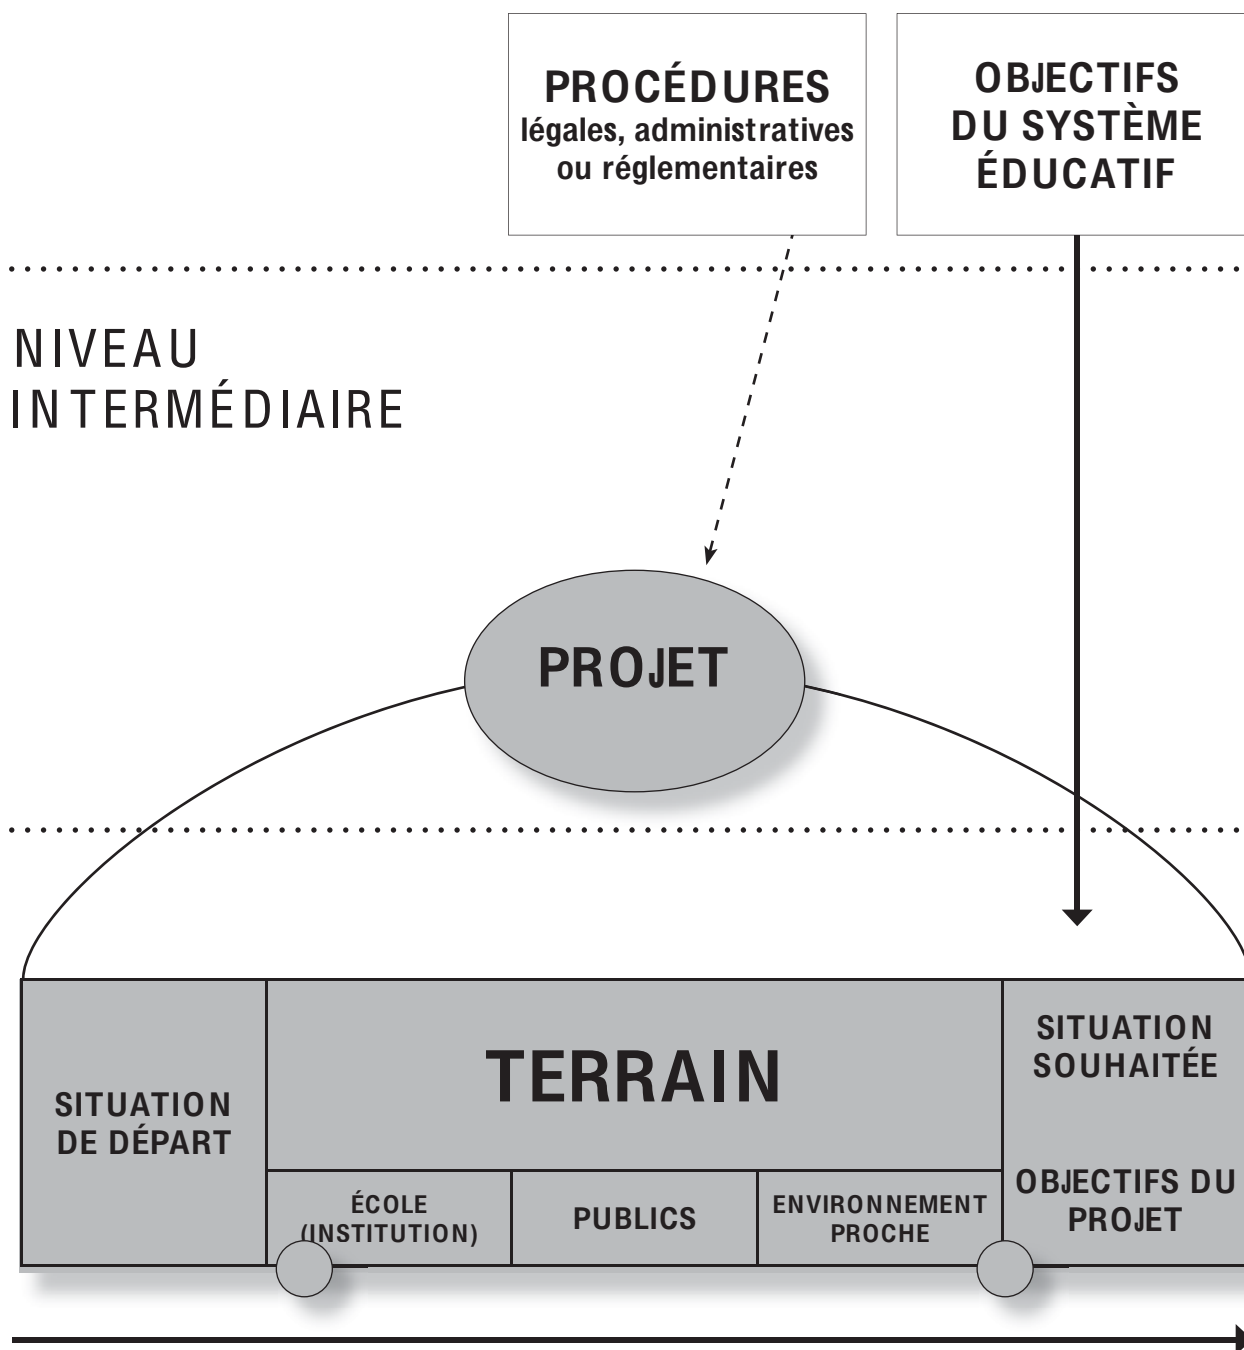 PROCÉDURES
légales, administratives
ou réglementaires
OBJECTIFS
DU SYSTÈME
ÉDUCATIF
NIVEAU
INTERMÉDIAIRE
PROJET
SITUATION
DE DÉPART
TERRAIN
ÉCOLE
(INSTITUTION)
PUBLICS
ENVIRONNEMENT
PROCHE
SITUATION
SOUHAITÉE
OBJECTIFS DU
PROJET